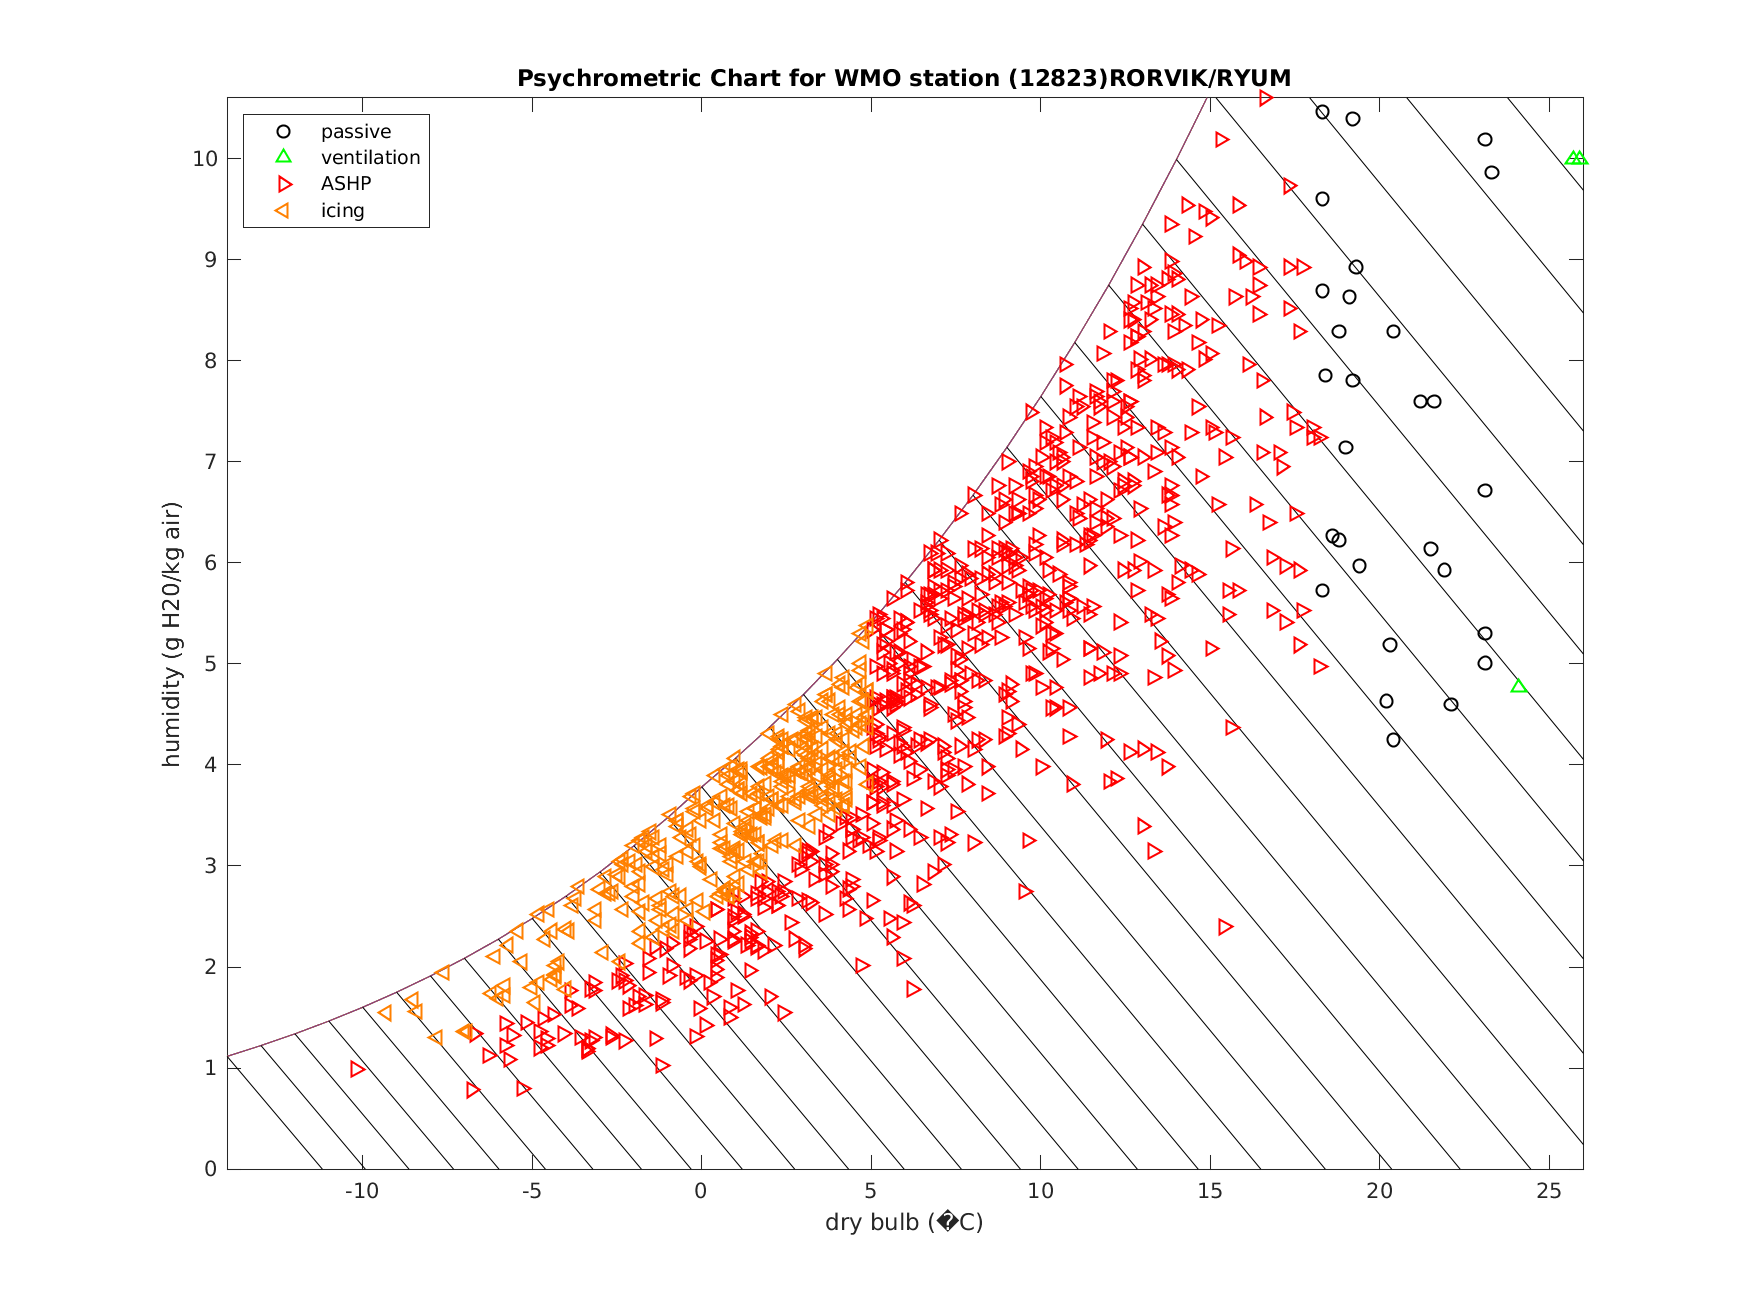 Psychrometric Chart for WMO station (12823)RORVIK/RYUM
passive
ventilation
ASHP
icing
10
9
8
7
6
5
4
3
2
1
0
humidity (g H20/kg air)
-10 -5 0 5 10 15 20 25
dry bulb (�C)